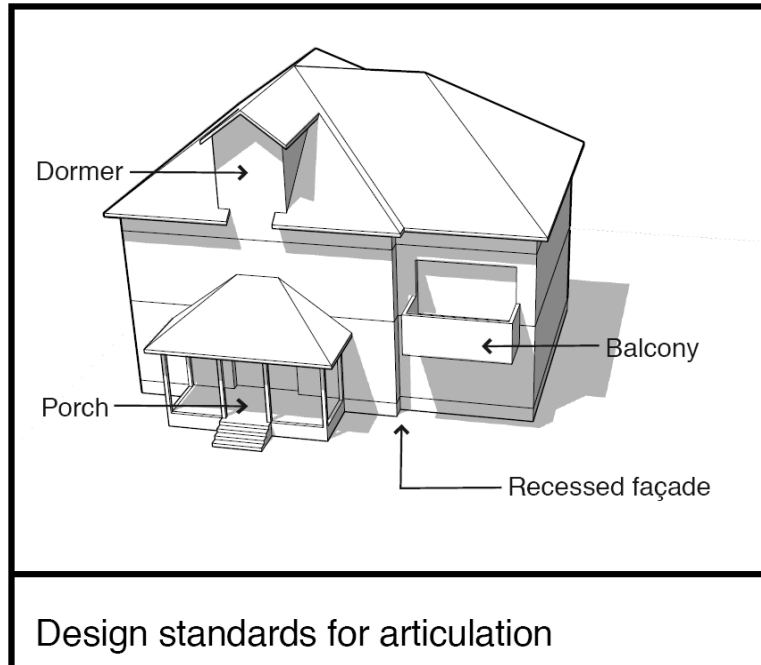 Dormer
Balcony
Porch
Recessed façade
Design standards for articulation